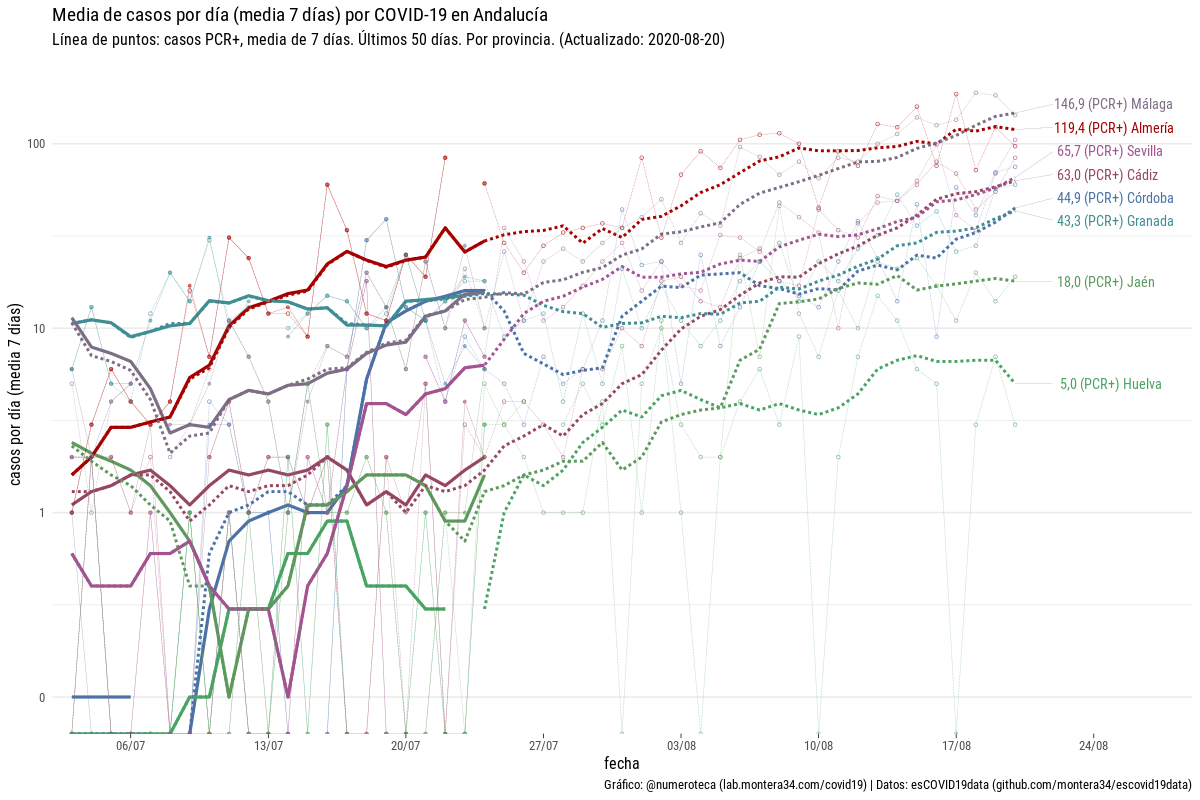 Media de casos por día (media 7 días) por COVID-19 en Andalucía
Línea de puntos: casos PCR+, media de 7 días. Últimos 50 días. Por provincia. (Actualizado: 2020-08-20)
casos por día (media 7 días)
100
10
1
0
146,9 (PCR+) Málaga
119,4 (PCR+) Almería
65,7 (PCR+) Sevilla
63,0 (PCR+) Cádiz
44,9 (PCR+) Córdoba
43,3 (PCR+) Granada
18,0 (PCR+) Jaén
5,0 (PCR+) Huelva
06/07 13/07 20/07 27/07 03/08 10/08 17/08 24/08
fecha
Gráfico: @numeroteca (lab.montera34.com/covid19) | Datos: esCOVID19data (github.com/montera34/escovid19data)